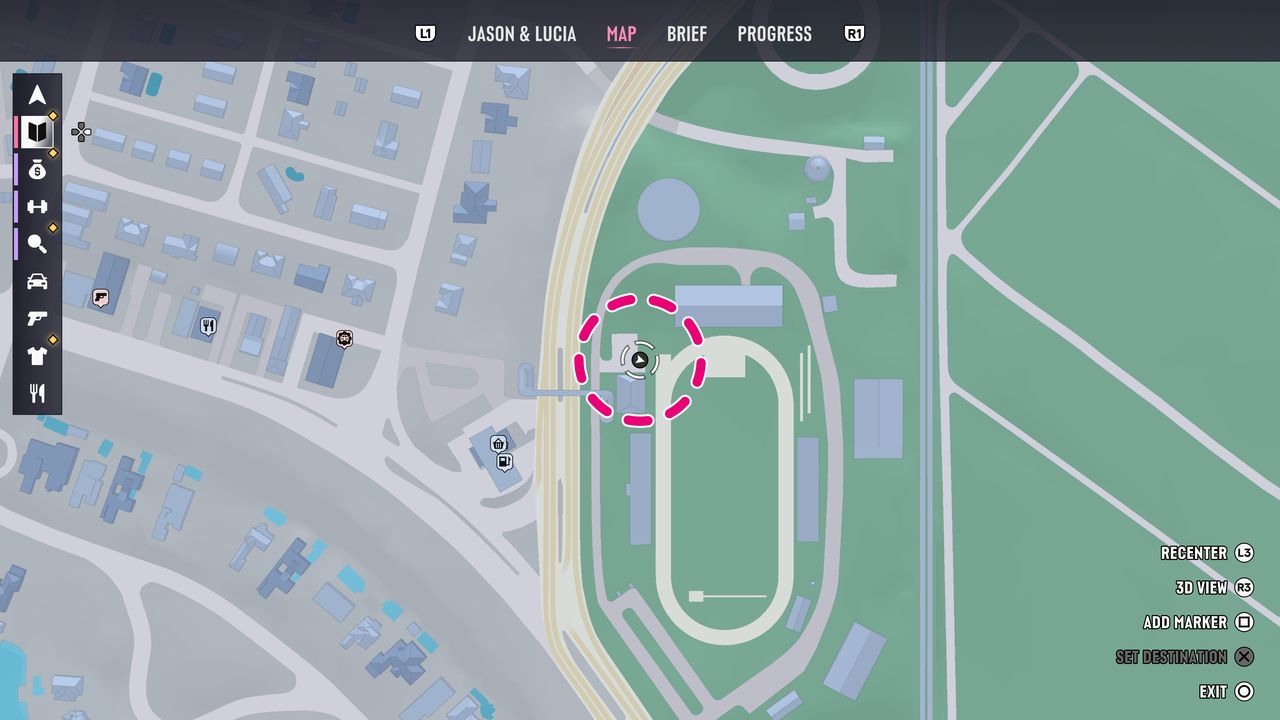 L1 JASON & LUCIA MAP BRIEF PROGRESS R1
$
RECENTER L3
3D VIEW R3
ADD MARKER
SET DESTINATION
EXIT